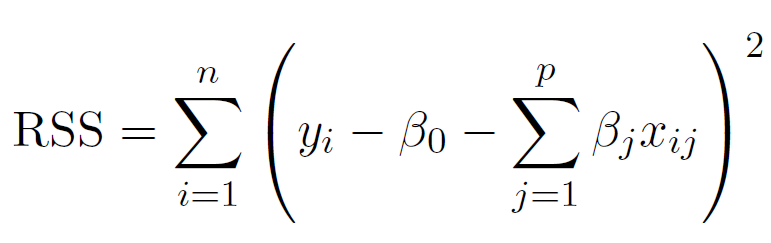 RSS = \sum_{i=1}^{n} \left( y_i - \beta_0 - \sum_{j=1}^{p} \beta_j x_{ij} \right)^2